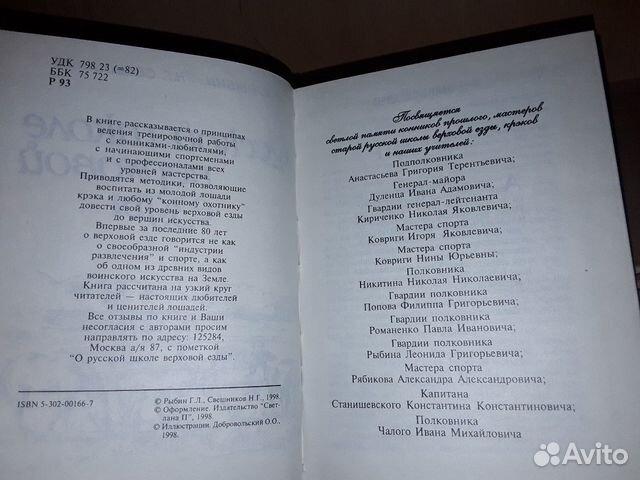 УДК 798 23 (=82)
ББК 75 722
Р 93
В книге рассказывается о принципах
ведения тренировочной работы
с конниками-любителями,
с начинающими спортсменами
и с профессионалами всех
уровней мастерства.
Приводятся методики, позволяющие
воспитать из молодой лошади
крэка и любому "конному охотнику"
довести свой уровень верховой езды
до вершин искусства.
Впервые за последние 80 лет
о верховой езде говорится не как
о своеобразной "индустрии
развлечения" и спорте, а как
об одном из древних видов
воинского искусства на Земле.
Книга рассчитана на узкий круг
читателей — настоящих любителей
и ценителей лошадей.
Все отзывы по книге и Ваши
несогласия с авторами просим
направлять по адресу: 125284,
Москва а/я 87, с пометкой
"О русской школе верховой езды".
ISBN 5-302-00166-7
© Рыбин Г.Л., Свешников Н.Г., 1998.
© Оформление. Издательство "Свет-
лана П", 1998.
© Иллюстрации. Добровольский О.О.,
1998.
Посвящается
светлой памяти конников прошлого, мастеров
старой русской школы верховой езды, крэков
и наших учителей:
Подполковника
Анастасьева Григория Терентьевича;
Генерал-майора
Дуленца Ивана Адамовича;
Гвардии генерал-лейтенанта
Кириченко Николая Яковлевича;
Мастера спорта
Ковриги Игоря Яковлевича;
Мастера спорта
Ковриги Нины Юрьевны;
Полковника
Никитина Николая Николаевича;
Гвардии полковника
Попова Филиппа Григорьевича;
Гвардии полковника
Романенко Павла Ивановича;
Гвардии полковника
Рыбина Леонида Григорьевича;
Мастера спорта
Рябикова Александра Александровича;
Капитана
Станишевского Константина Константиновича;
Полковника
Чалого Ивана Михайловича
Avito